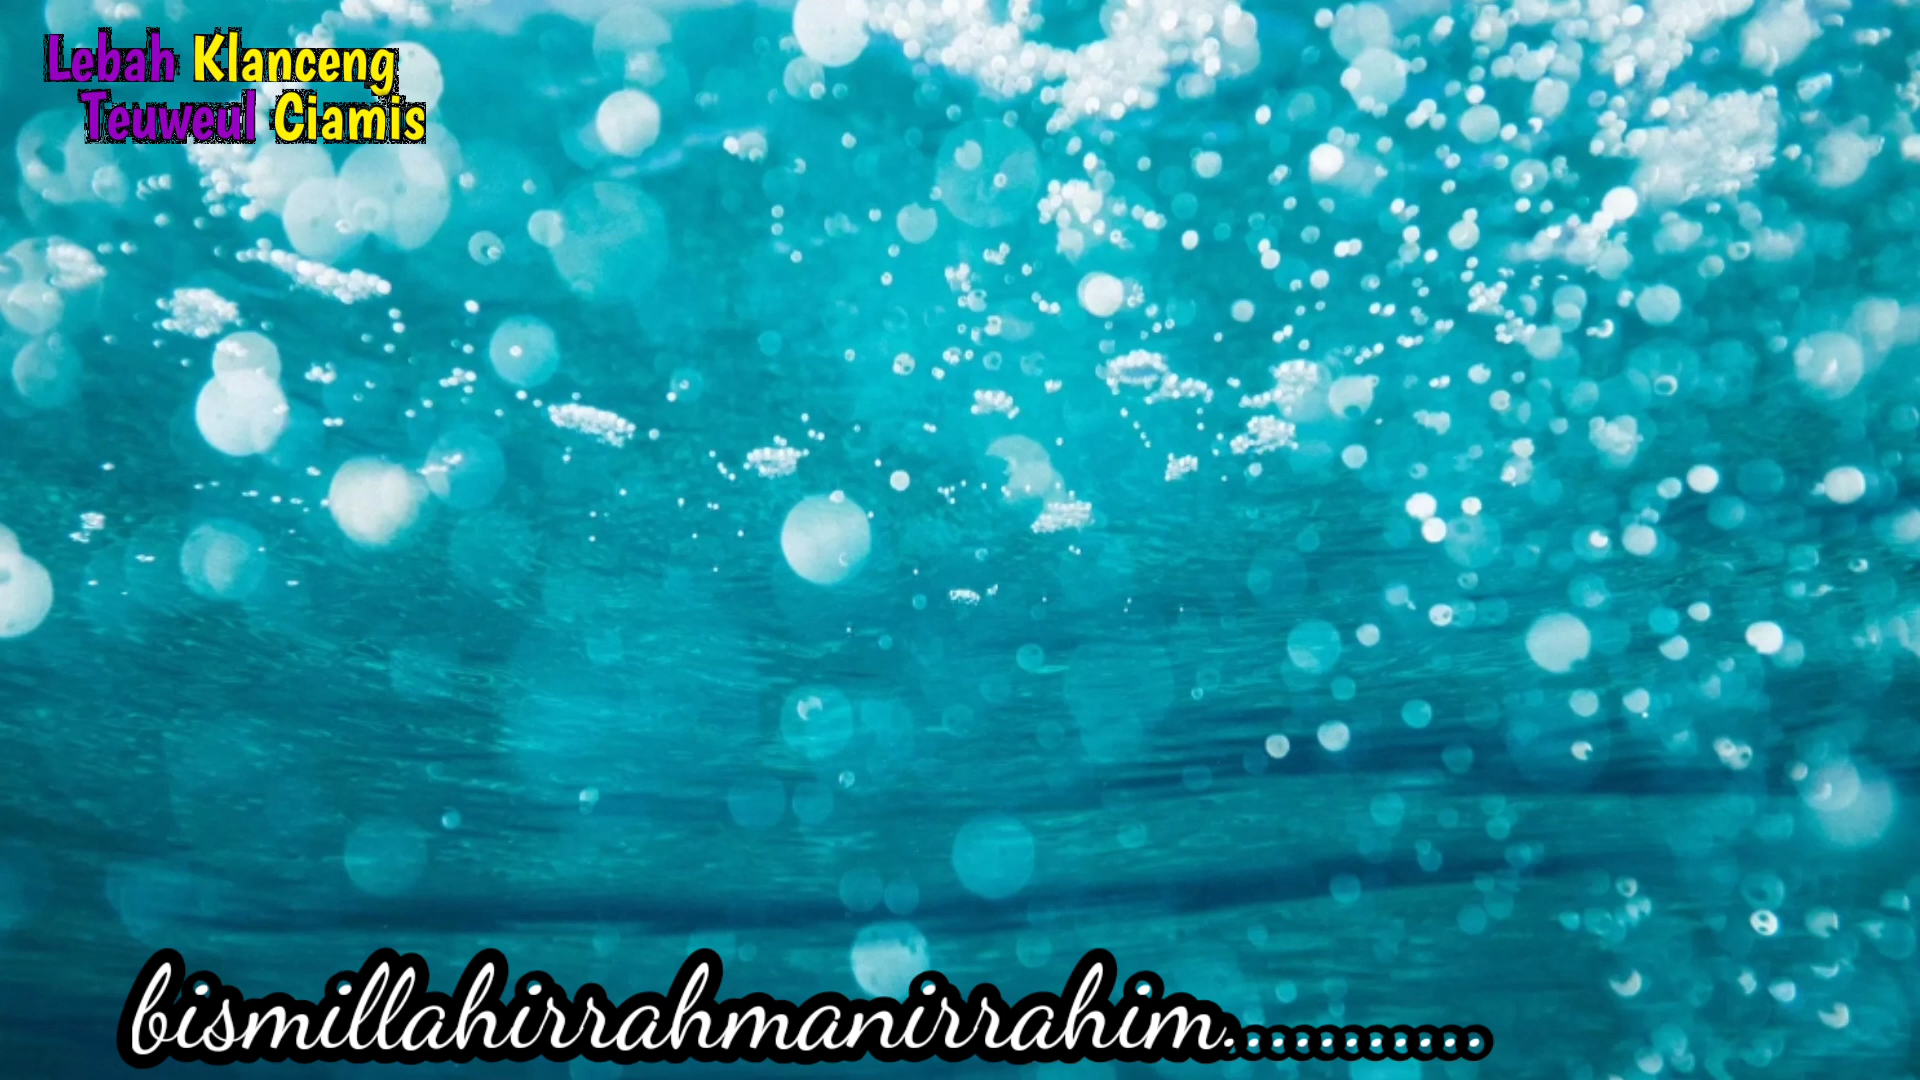 Lebah Klanceng
Teuweul Ciamis
bismillahirrahmanirrahim............